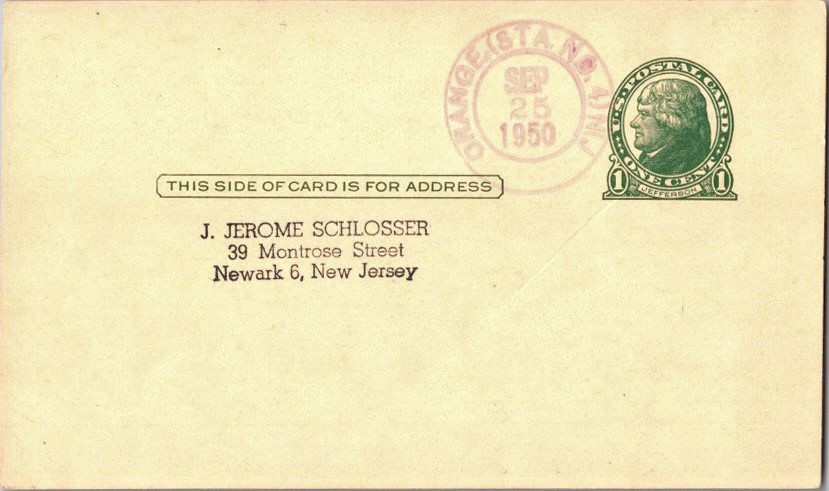 ORANGE, (STA. NO. 4) N.J.
SEP
25
1950
U.S. POSTAL CARD
ONE CENT
1 JEFFERSON 1
THIS SIDE OF CARD IS FOR ADDRESS
J. JEROME SCHLOSSER
39 Montrose Street
Newark 6, New Jersey